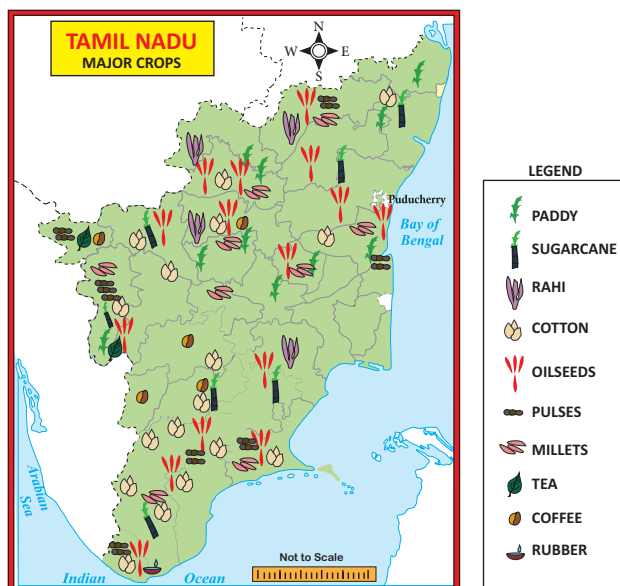 TAMIL NADU
MAJOR CROPS
N
W E
S
Puducherry
Bay of
Bengal
Arabian
Sea
Indian Ocean
Not to Scale
LEGEND
PADDY
SUGARCANE
RAHI
COTTON
OILSEEDS
PULSES
MILLETS
TEA
COFFEE
RUBBER